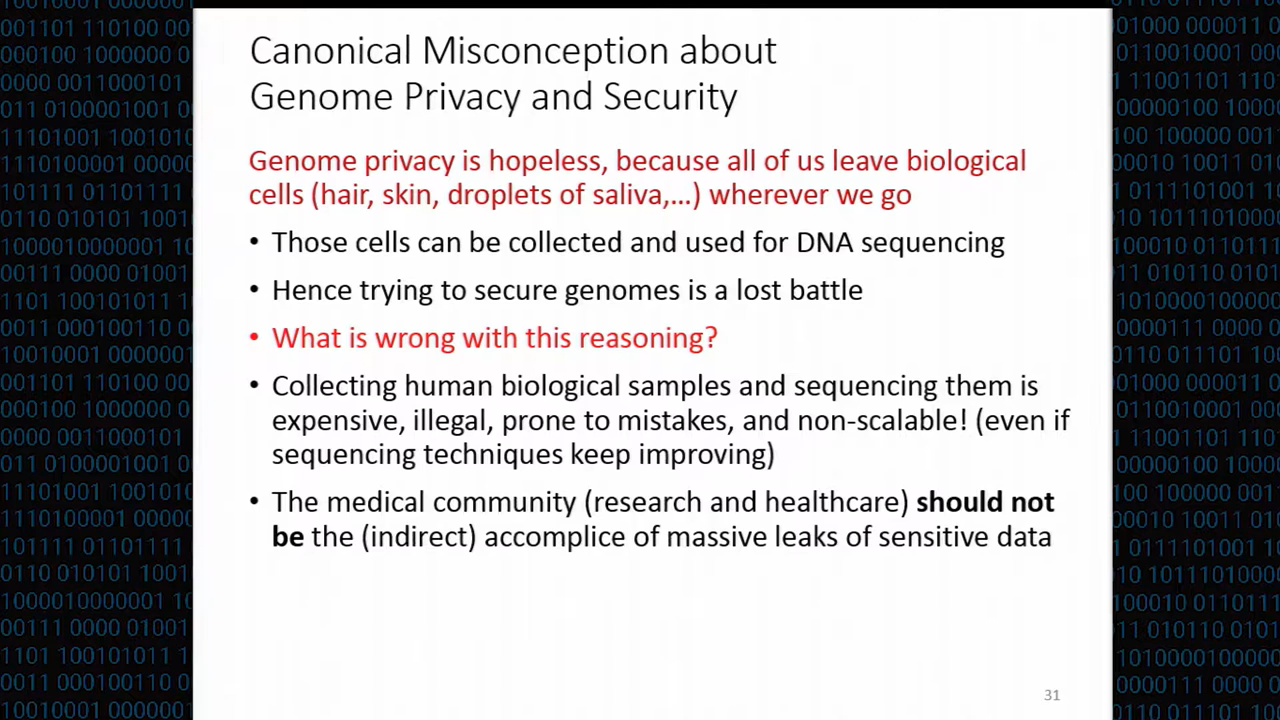 Canonical Misconception about
Genome Privacy and Security
Genome privacy is hopeless, because all of us leave biological
cells (hair, skin, droplets of saliva,...) wherever we go
• Those cells can be collected and used for DNA sequencing
• Hence trying to secure genomes is a lost battle
• What is wrong with this reasoning?
• Collecting human biological samples and sequencing them is
expensive, illegal, prone to mistakes, and non-scalable! (even if
sequencing techniques keep improving)
• The medical community (research and healthcare) should not
be the (indirect) accomplice of massive leaks of sensitive data
31